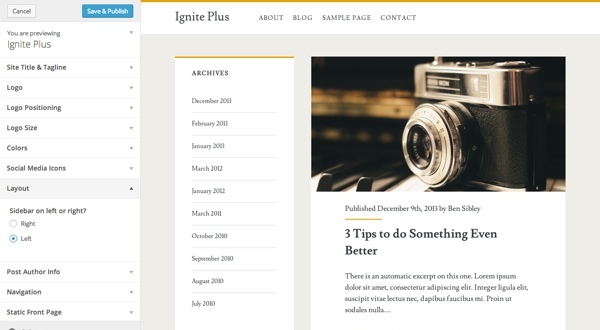 Cancel
Save & Publish
You are previewing
Ignite Plus
Site Title & Tagline
Logo
Logo Positioning
Logo Size
Colors
Social Media Icons
Layout
Sidebar on left or right?
Right
Left
Post Author Info
Navigation
Static Front Page
Ignite Plus
ABOUT BLOG SAMPLE PAGE CONTACT
ARCHIVES
December 2013
February 2013
January 2013
March 2012
January 2012
March 2011
October 2010
September 2010
August 2010
July 2010
Published December 9th, 2013 by Ben Sibley
3 Tips to do Something Even
Better
There is an automatic excerpt on this one. Lorem ipsum
dolor sit amet, consectetur adipiscing elit. Integer ligula elit,
suscipit vitae lectus nec, dapibus faucibus mi. Proin ut
sodales nulla....